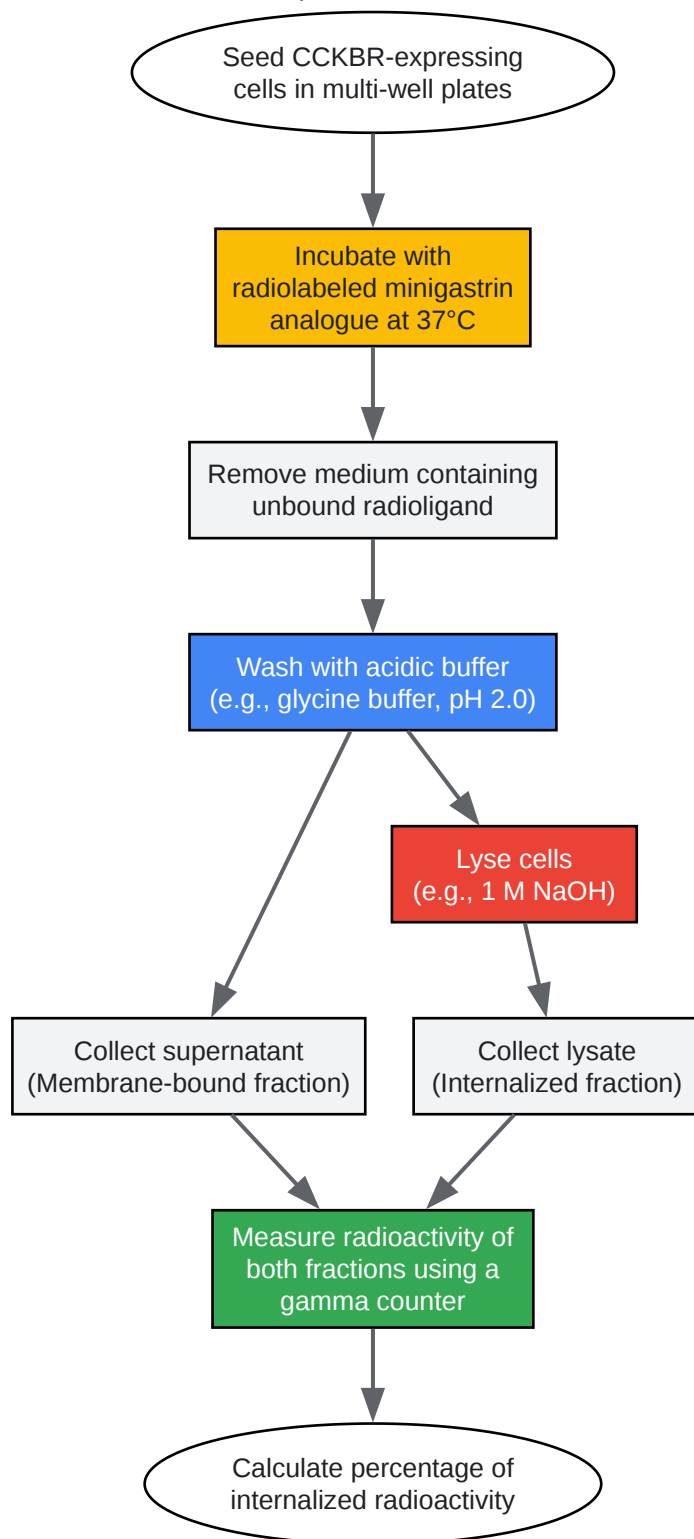 Seed CCKBR-expressing
cells in multi-well plates
Incubate with
radiolabeled minigastrin
analogue at 37°C
Remove medium containing
unbound radioligand
Wash with acidic buffer
(e.g., glycine buffer, pH 2.0)
Lyse cells
(e.g., 1 M NaOH)
Collect supernatant
(Membrane-bound fraction)
Collect lysate
(Internalized fraction)
Measure radioactivity of
both fractions using a
gamma counter
Calculate percentage of
internalized radioactivity